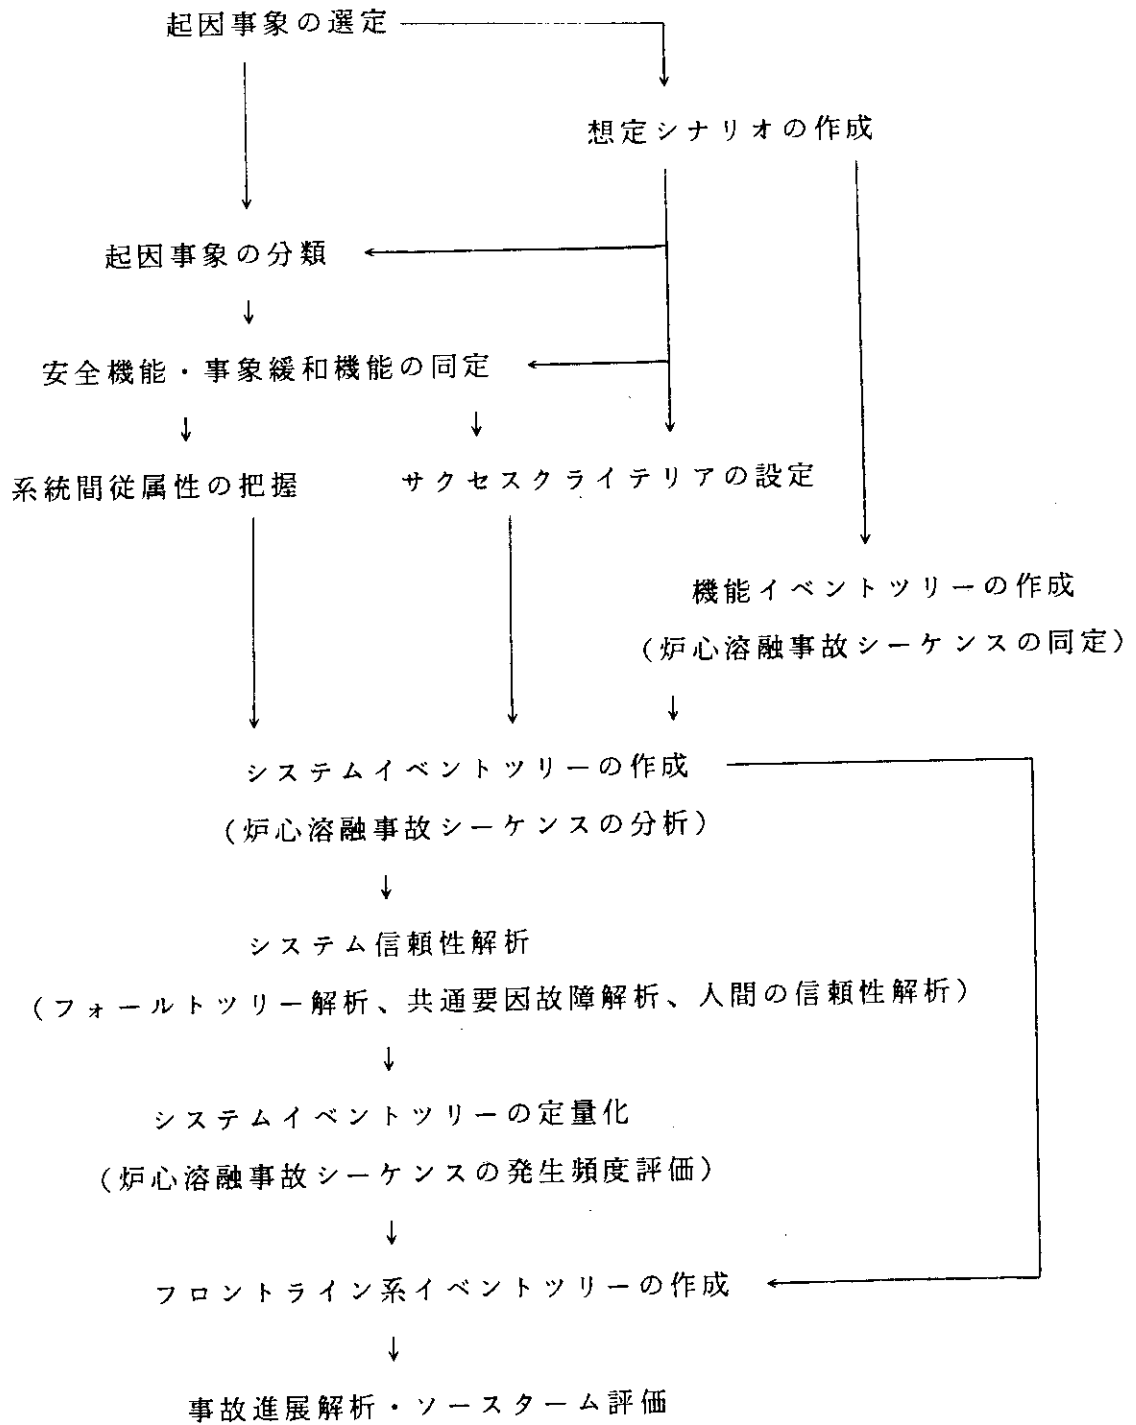 起因事象の選定
想定シナリオの作成
起因事象の分類
安全機能・事象緩和機能の同定
系統間従属性の把握
サクセスクライテリアの設定
機能イベントツリーの作成
(炉心溶融事故シーケンスの同定)
システムイベントツリーの作成
(炉心溶融事故シーケンスの分析)
システム信頼性解析
(フォールトツリー解析、共通要因故障解析、人間の信頼性解析)
システムイベントツリーの定量化
(炉心溶融事故シーケンスの発生頻度評価)
フロントライン系イベントツリーの作成
事故進展解析・ソースターム評価